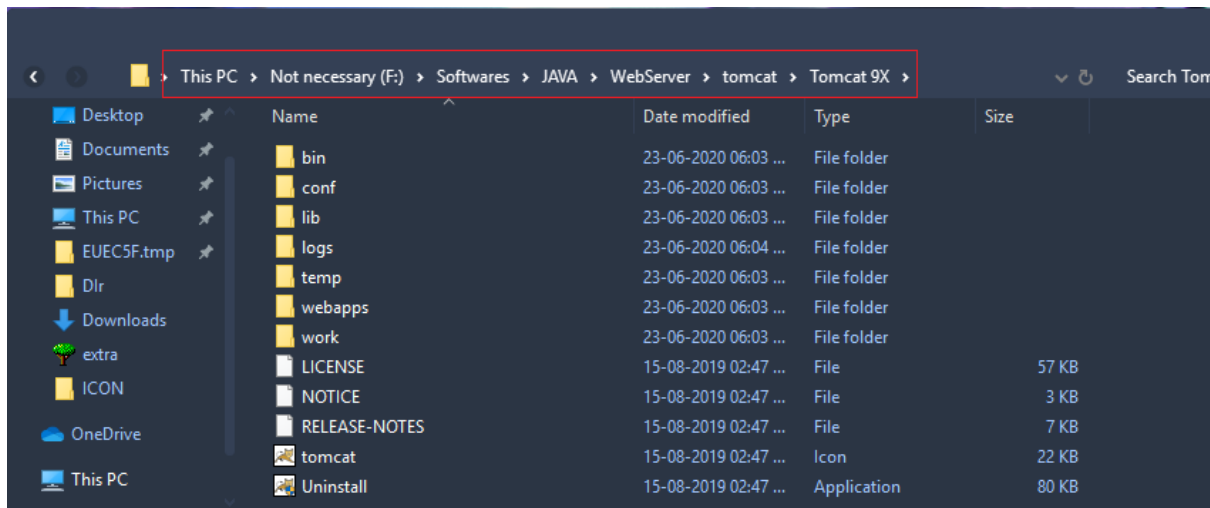 This PC > Not necessary (F:) > Softwares > JAVA > WebServer > tomcat > Tomcat 9X >
Search Tom
Desktop
Documents
Pictures
This PC
EUEC5F.tmp
Dlr
Downloads
extra
ICON
OneDrive
This PC
Name Date modified Type Size
bin 23-06-2020 06:03 ... File folder
conf 23-06-2020 06:03 ... File folder
lib 23-06-2020 06:03 ... File folder
logs 23-06-2020 06:04 ... File folder
temp 23-06-2020 06:03 ... File folder
webapps 23-06-2020 06:03 ... File folder
work 23-06-2020 06:03 ... File folder
LICENSE 15-08-2019 02:47 ... File 57 KB
NOTICE 15-08-2019 02:47 ... File 3 KB
RELEASE-NOTES 15-08-2019 02:47 ... File 7 KB
tomcat 15-08-2019 02:47 ... Icon 22 KB
Uninstall 15-08-2019 02:47 ... Application 80 KB